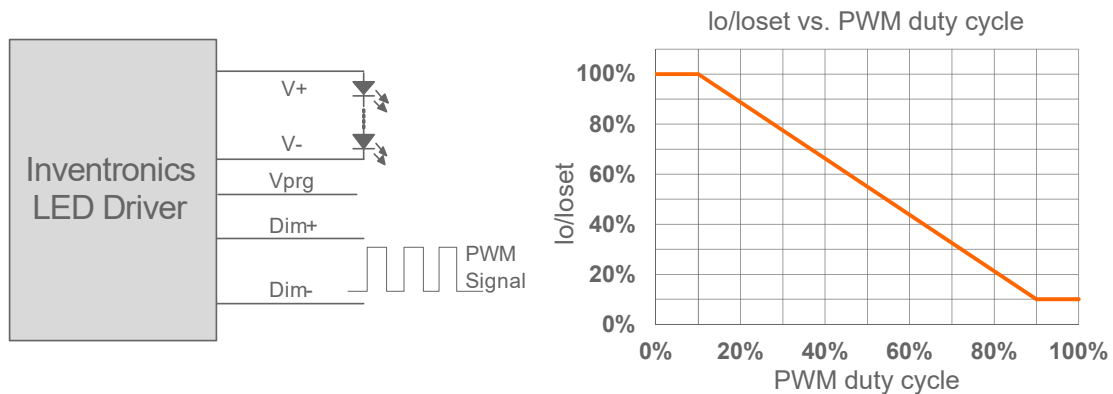 Inventronics
LED Driver
V+
V-
Vprg
Dim+
Dim-
PWM
Signal
Io/Ioset vs. PWM duty cycle
Io/Ioset
100%
80%
60%
40%
20%
0%
0% 20% 40% 60% 80% 100%
PWM duty cycle